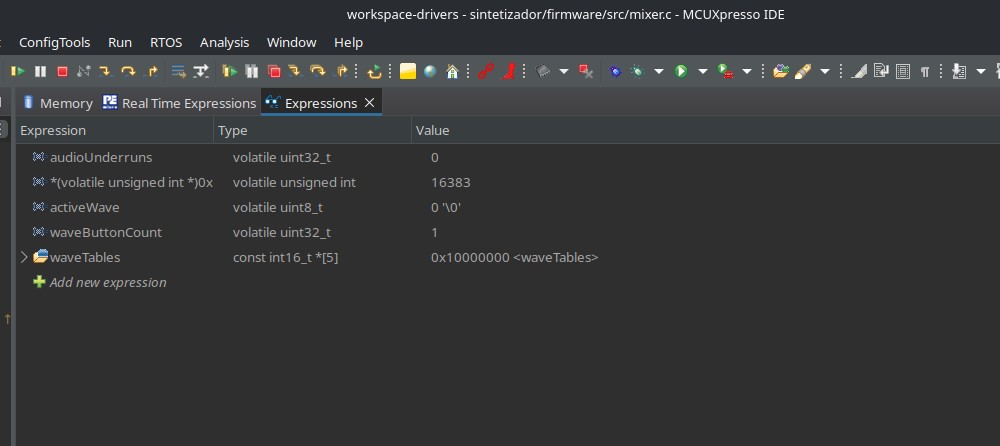 workspace-drivers - sintetizador/firmware/src/mixer.c - MCUXpresso IDE
ConfigTools Run RTOS Analysis Window Help
Memory Real Time Expressions Expressions
Expression Type Value
audioUnderruns volatile uint32_t 0
*(volatile unsigned int *)0x volatile unsigned int 16383
activeWave volatile uint8_t 0 '\0'
waveButtonCount volatile uint32_t 1
waveTables const int16_t *[5] 0x10000000 <waveTables>
Add new expression